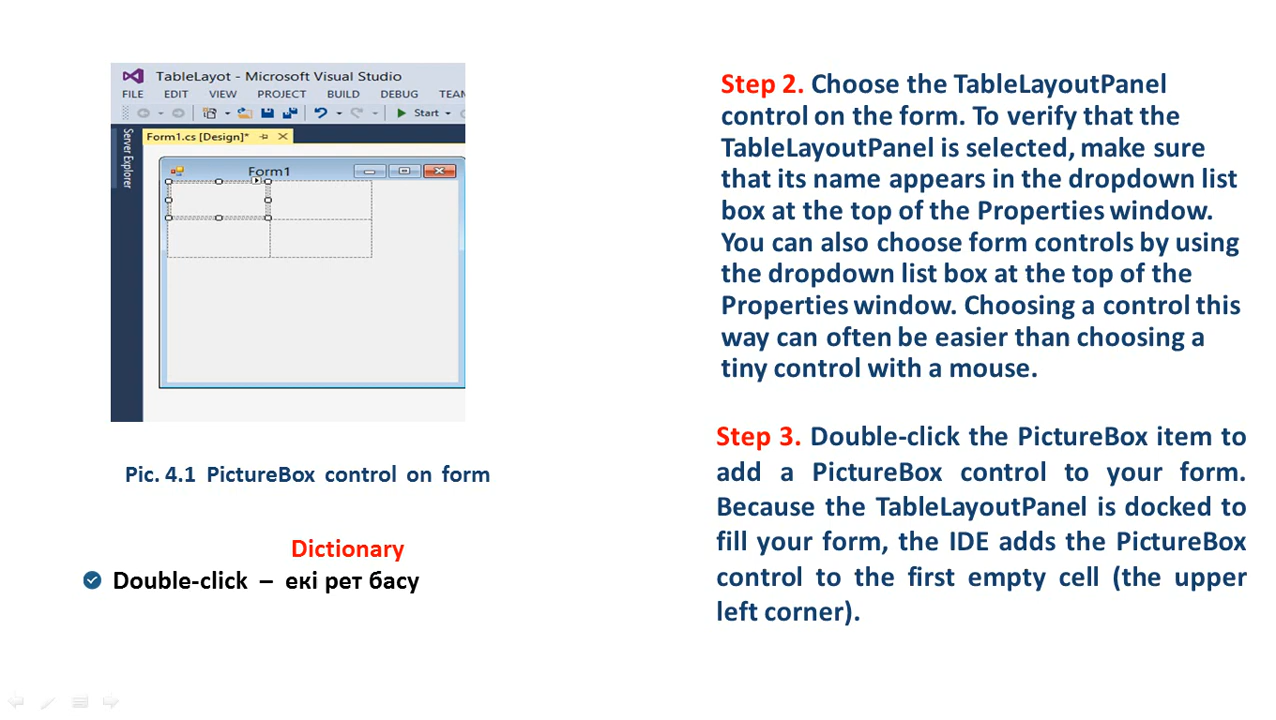 TableLayot - Microsoft Visual Studio
FILE EDIT VIEW PROJECT BUILD DEBUG TEAM
Start
Server Explorer
Form1.cs [Design]*
Form1
Pic. 4.1 PictureBox control on form
Dictionary
Double-click – екі рет басу
Step 2. Choose the TableLayoutPanel
control on the form. To verify that the
TableLayoutPanel is selected, make sure
that its name appears in the dropdown list
box at the top of the Properties window.
You can also choose form controls by using
the dropdown list box at the top of the
Properties window. Choosing a control this
way can often be easier than choosing a
tiny control with a mouse.
Step 3. Double-click the PictureBox item to
add a PictureBox control to your form.
Because the TableLayoutPanel is docked to
fill your form, the IDE adds the PictureBox
control to the first empty cell (the upper
left corner).